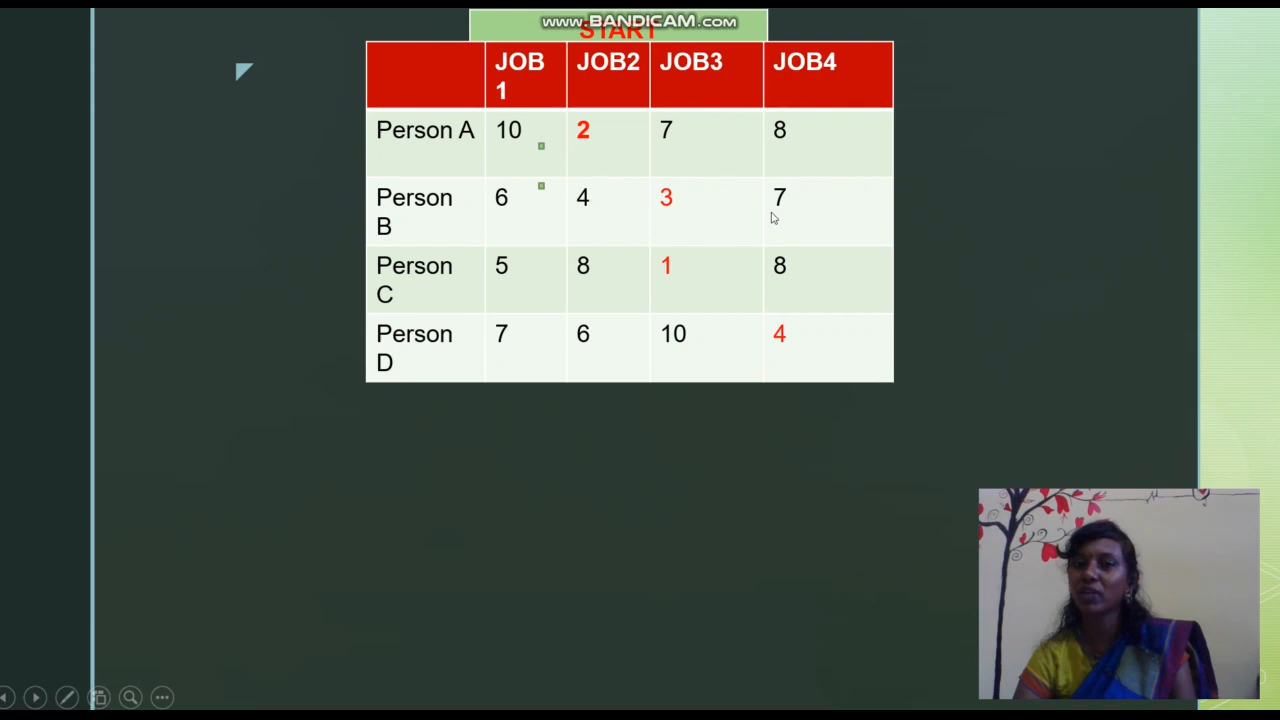 www.BANDICAM.com
START
JOB 1 JOB2 JOB3 JOB4
Person A 10 2 7 8
Person B 6 4 3 7
Person C 5 8 1 8
Person D 7 6 10 4